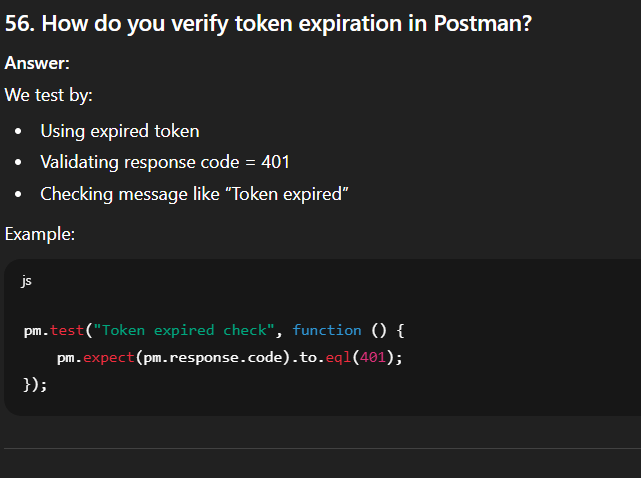 56. How do you verify token expiration in Postman?
Answer:
We test by:
• Using expired token
• Validating response code = 401
• Checking message like “Token expired”
Example:
js
pm.test("Token expired check", function () {
    pm.expect(pm.response.code).to.eql(401);
});